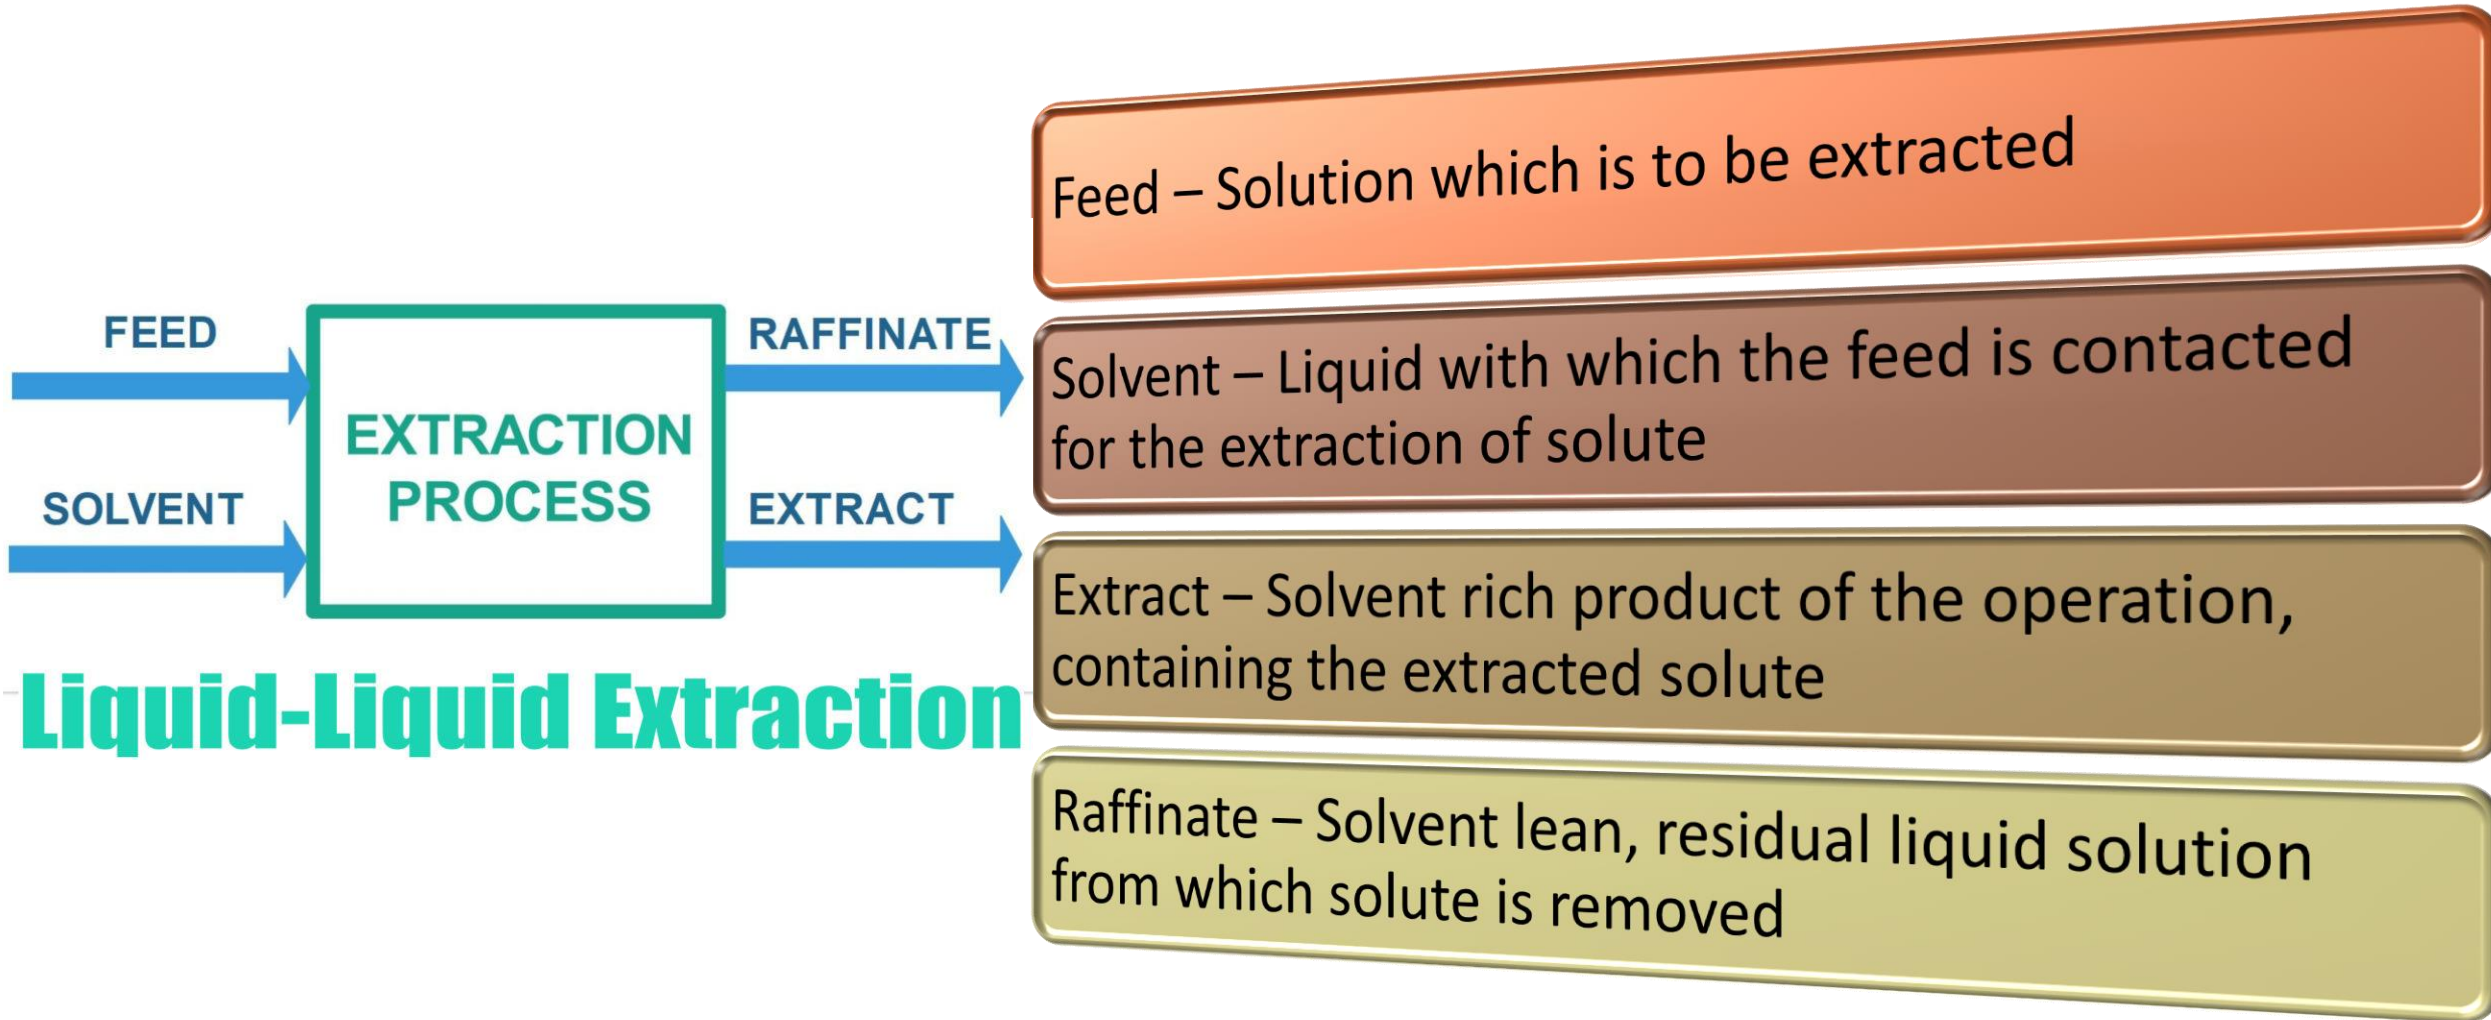 FEED
SOLVENT
EXTRACTION
PROCESS
RAFFINATE
EXTRACT
Liquid-Liquid Extraction
Feed – Solution which is to be extracted
Solvent – Liquid with which the feed is contacted
for the extraction of solute
Extract – Solvent rich product of the operation,
containing the extracted solute
Raffinate – Solvent lean, residual liquid solution
from which solute is removed